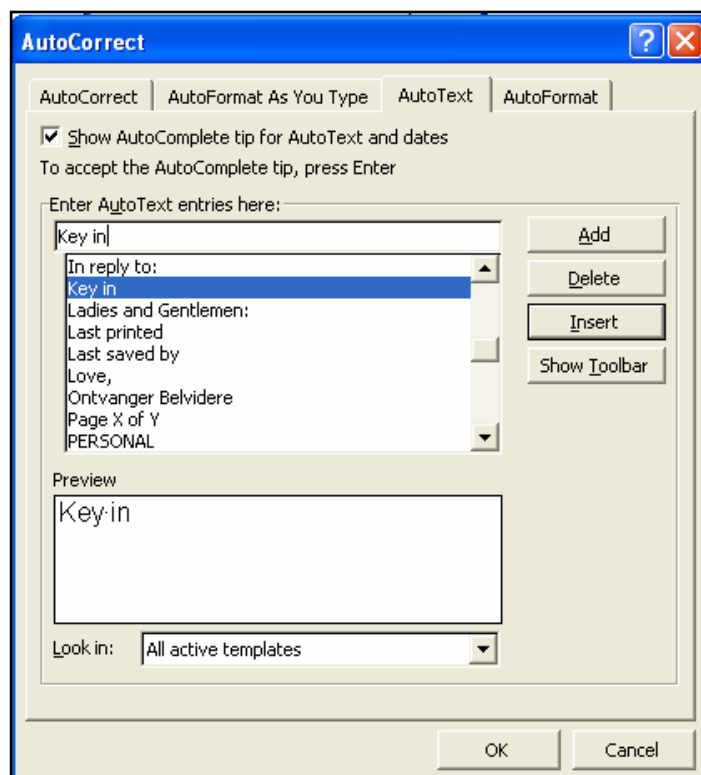 AutoCorrect
AutoCorrect AutoFormat As You Type AutoText AutoFormat
Show AutoComplete tip for AutoText and dates
To accept the AutoComplete tip, press Enter
Enter AutoText entries here:
Key in
Add
In reply to:
Key in
Ladies and Gentlemen:
Last printed
Last saved by
Love,
Ontvanger Belvidere
Page X of Y
PERSONAL
Delete
Insert
Show Toolbar
Preview
Key·in
Look in: All active templates
OK Cancel